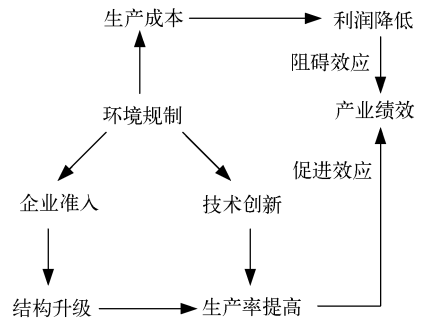 生产成本
利润降低
阻碍效应
环境规制
产业绩效
促进效应
企业准入
技术创新
结构升级
生产率提高